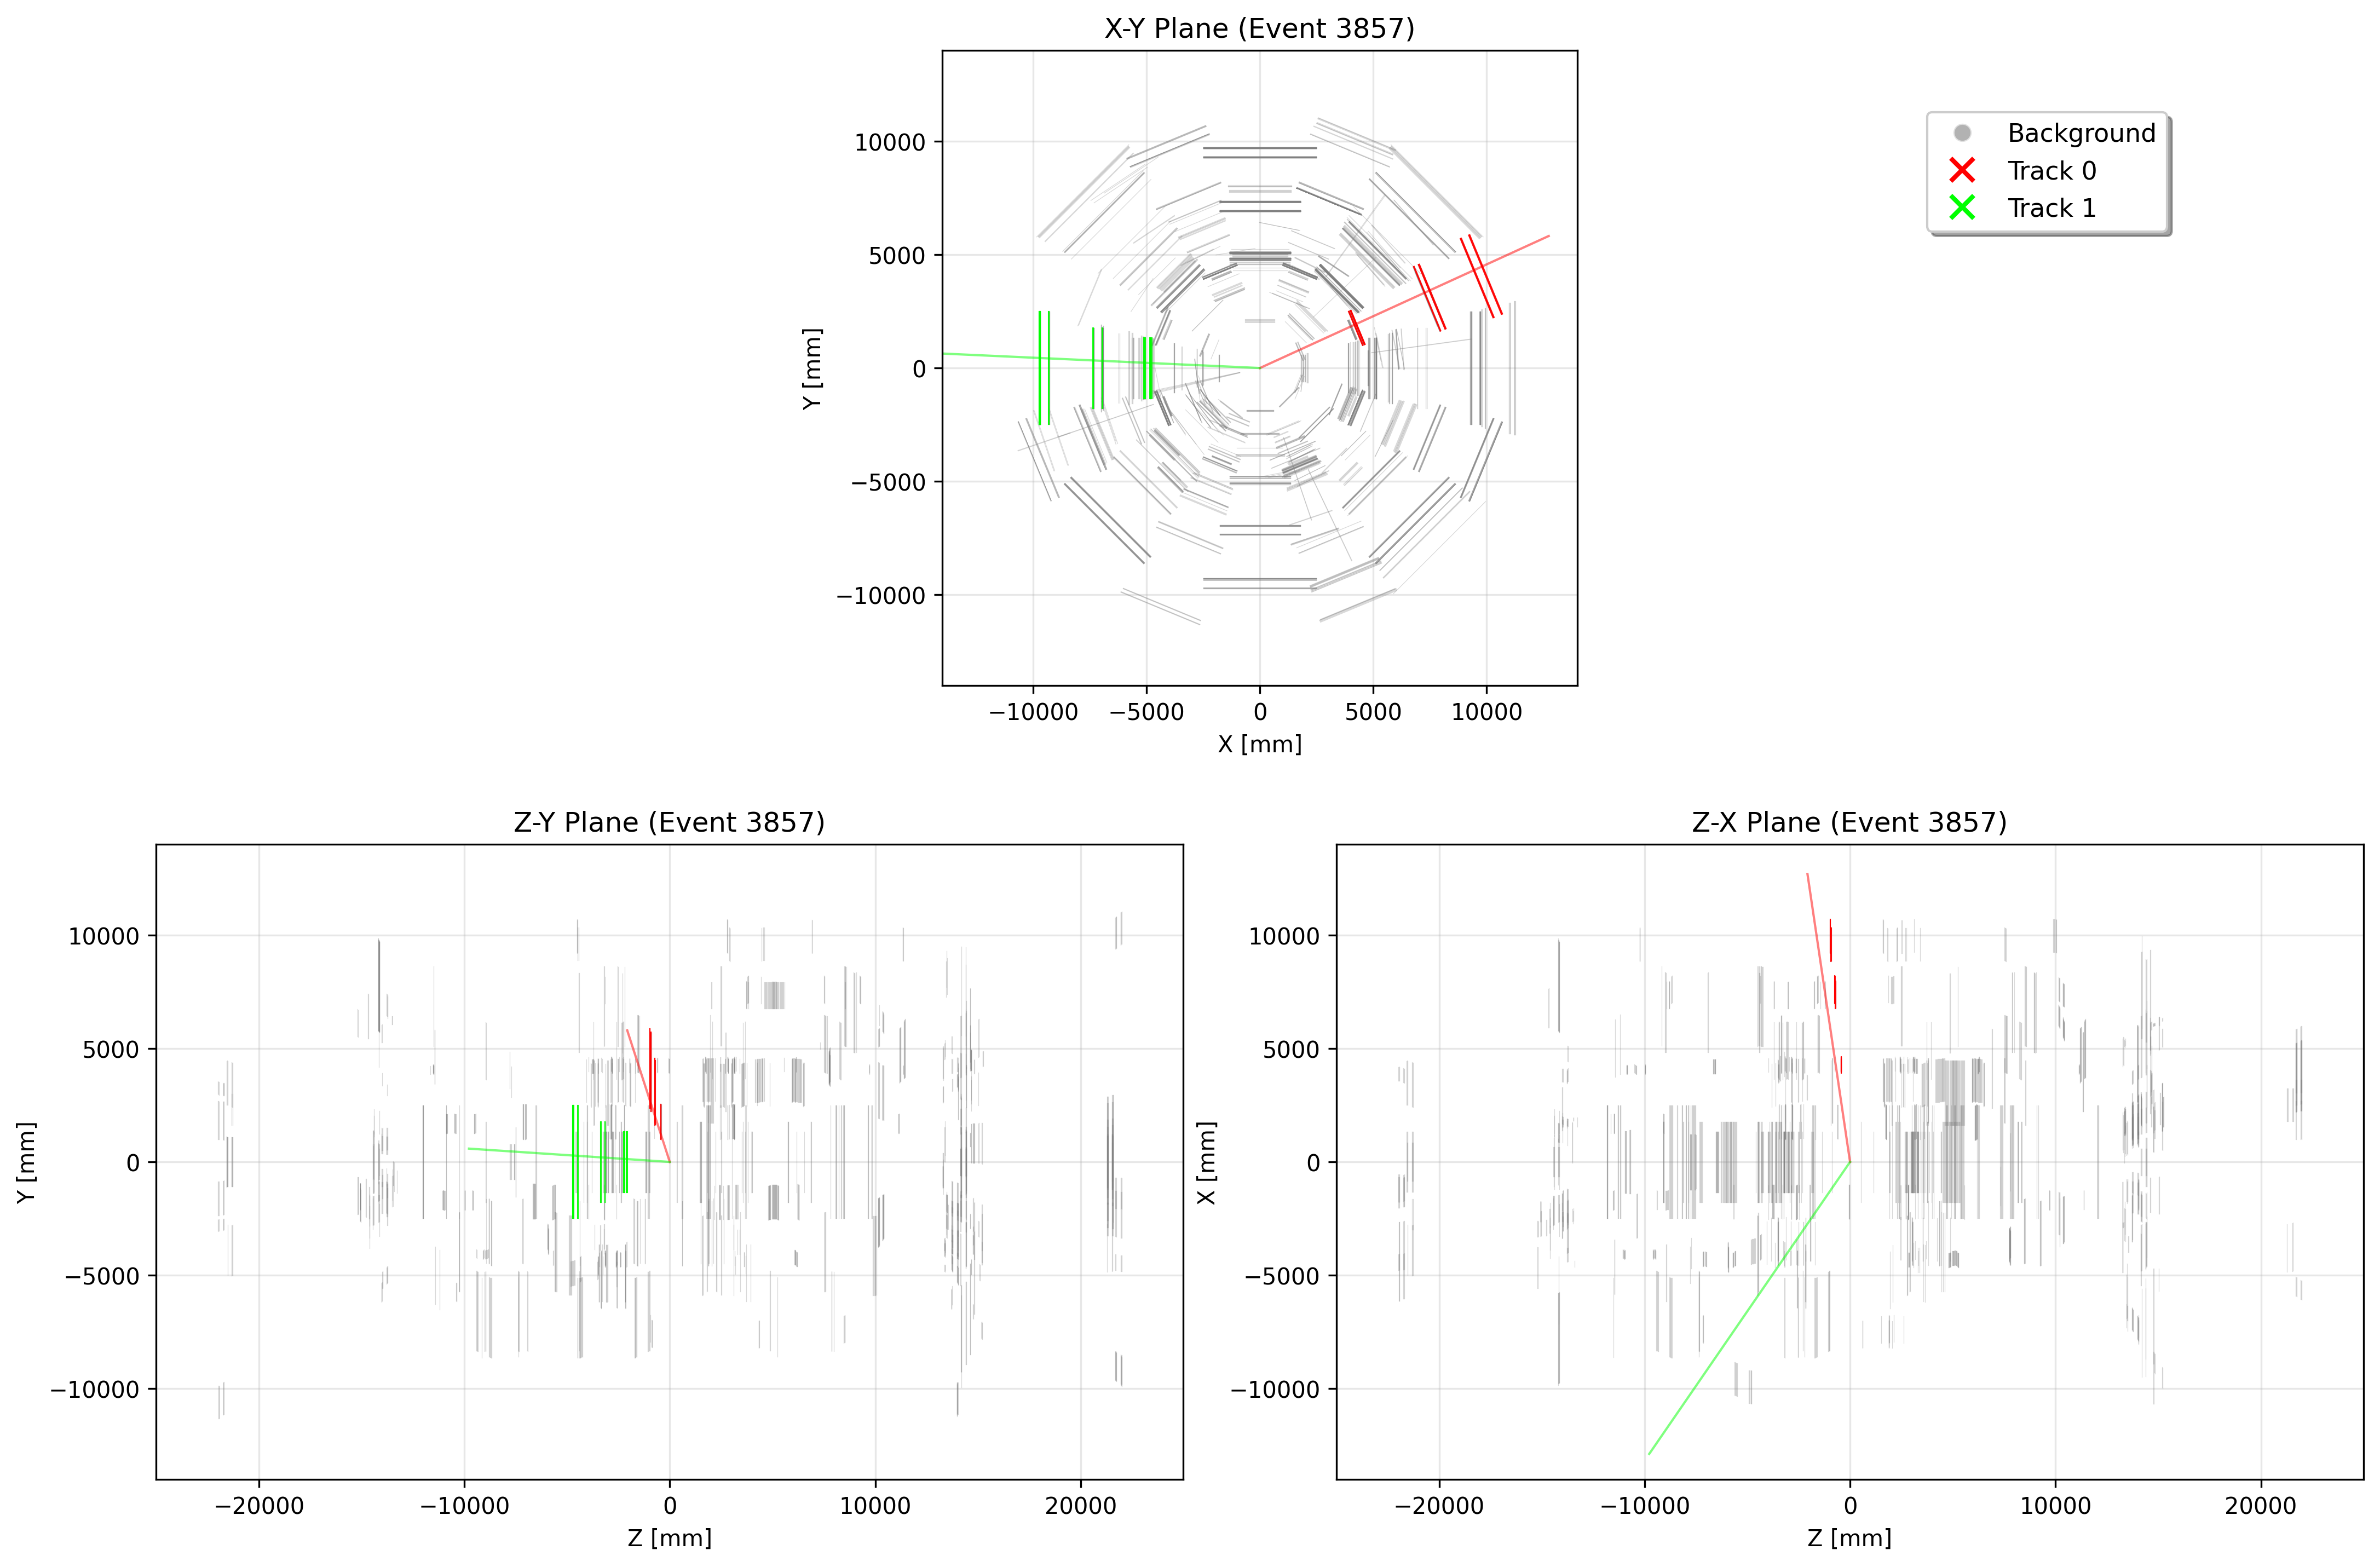 X-Y Plane (Event 3857)
Background
Track 0
Track 1
10000
5000
0
−5000
−10000
Y [mm]
−10000 −5000 0 5000 10000
X [mm]
Z-Y Plane (Event 3857)
10000
5000
0
−5000
−10000
Y [mm]
−20000 −10000 0 10000 20000
Z [mm]
Z-X Plane (Event 3857)
10000
5000
0
−5000
−10000
X [mm]
−20000 −10000 0 10000 20000
Z [mm]